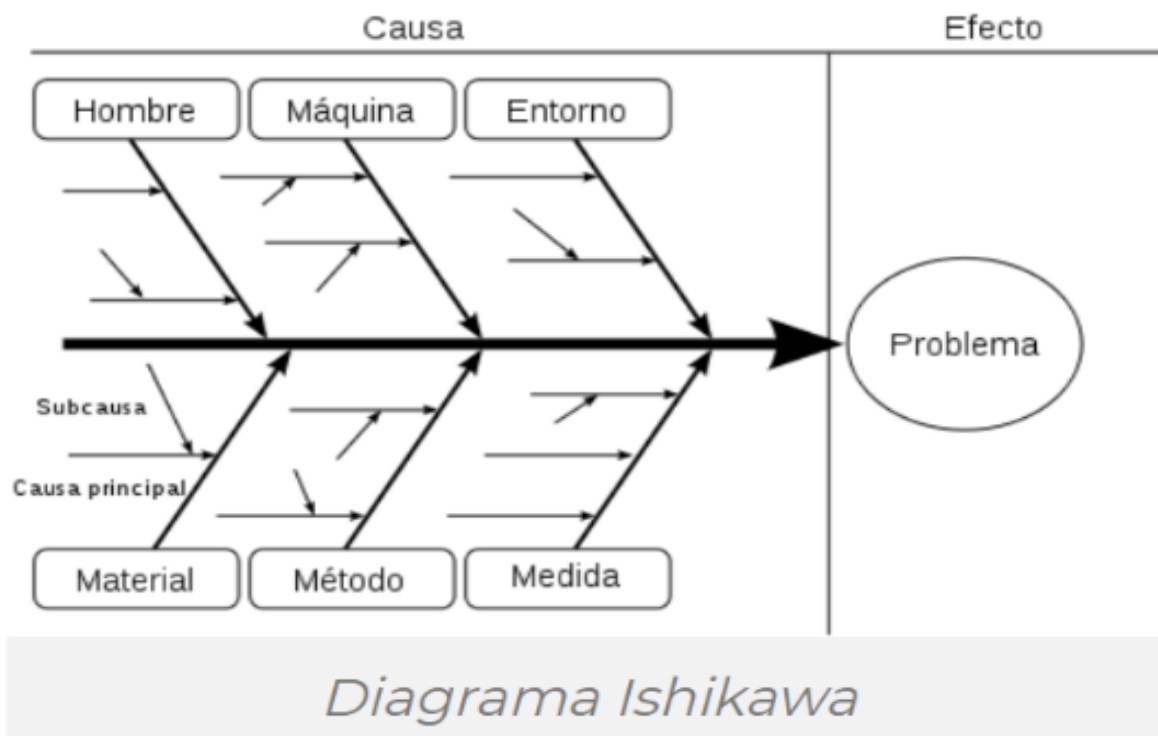 Causa
Efecto
Hombre
Máquina
Entorno
Problema
Subcausa
Causa principal
Material
Método
Medida
Diagrama Ishikawa